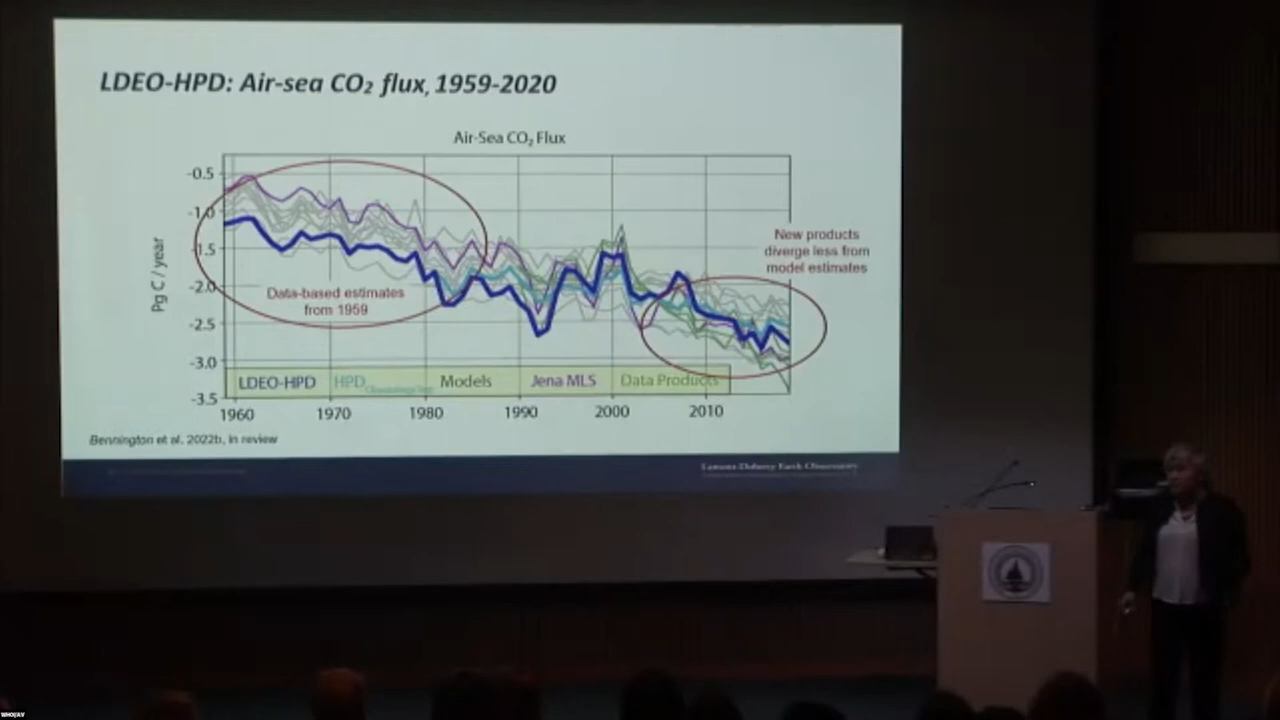 LDEO-HPD: Air-sea CO₂ flux, 1959-2020
Air-Sea CO₂ Flux
-0.5
-1.0
-1.5
-2.0
-2.5
-3.0
-3.5
Pg C / year
Data-based estimates
from 1959
New products
diverge less from
model estimates
LDEO-HPD HPD Models Jena MLS Data Products
1960 1970 1980 1990 2000 2010
Bennington et al. 2022b, in review
Lamont-Doherty Earth Observatory
WHOI/AV